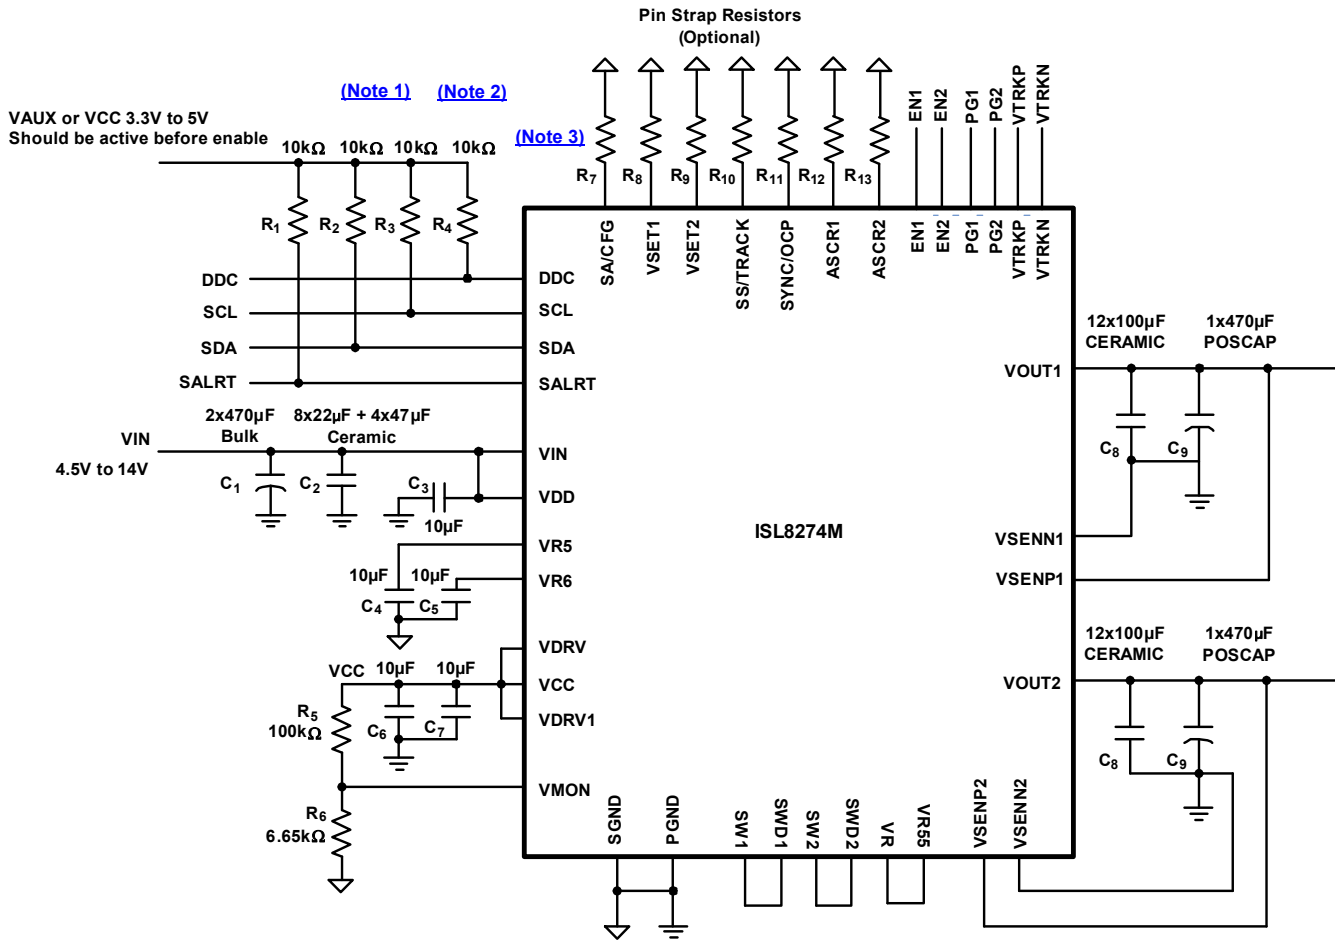 Pin Strap Resistors
(Optional)
(Note 1)
(Note 2)
(Note 3)
VAUX or VCC 3.3V to 5V
Should be active before enable
10kΩ
10kΩ
10kΩ
10kΩ
R1
R2
R3
R4
R7
R8
R9
R10
R11
R12
R13
EN1
EN2
PG1
PG2
VTRKP
VTRKN
SA/CFG
VSET1
VSET2
SS/TRACK
SYNC/OCP
ASCR1
ASCR2
EN1
EN2
PG1
PG2
VTRKP
VTRKN
DDC
SCL
SDA
SALRT
DDC
SCL
SDA
SALRT
2x470µF
Bulk
8x22µF + 4x47µF
Ceramic
VIN
4.5V to 14V
C1
C2
C3
10µF
VIN
VDD
VR5
VR6
10µF
10µF
C4
C5
VDRV
VCC
VDRV1
VCC
10µF
10µF
R5
100kΩ
C6
C7
VMON
R6
6.65kΩ
ISL8274M
12x100µF
CERAMIC
1x470µF
POSCAP
VOUT1
C8
C9
VSENN1
VSENP1
12x100µF
CERAMIC
1x470µF
POSCAP
VOUT2
C8
C9
SGND
PGND
SW1
SWD1
SW2
SWD2
VR
VR55
VSENP2
VSENN2